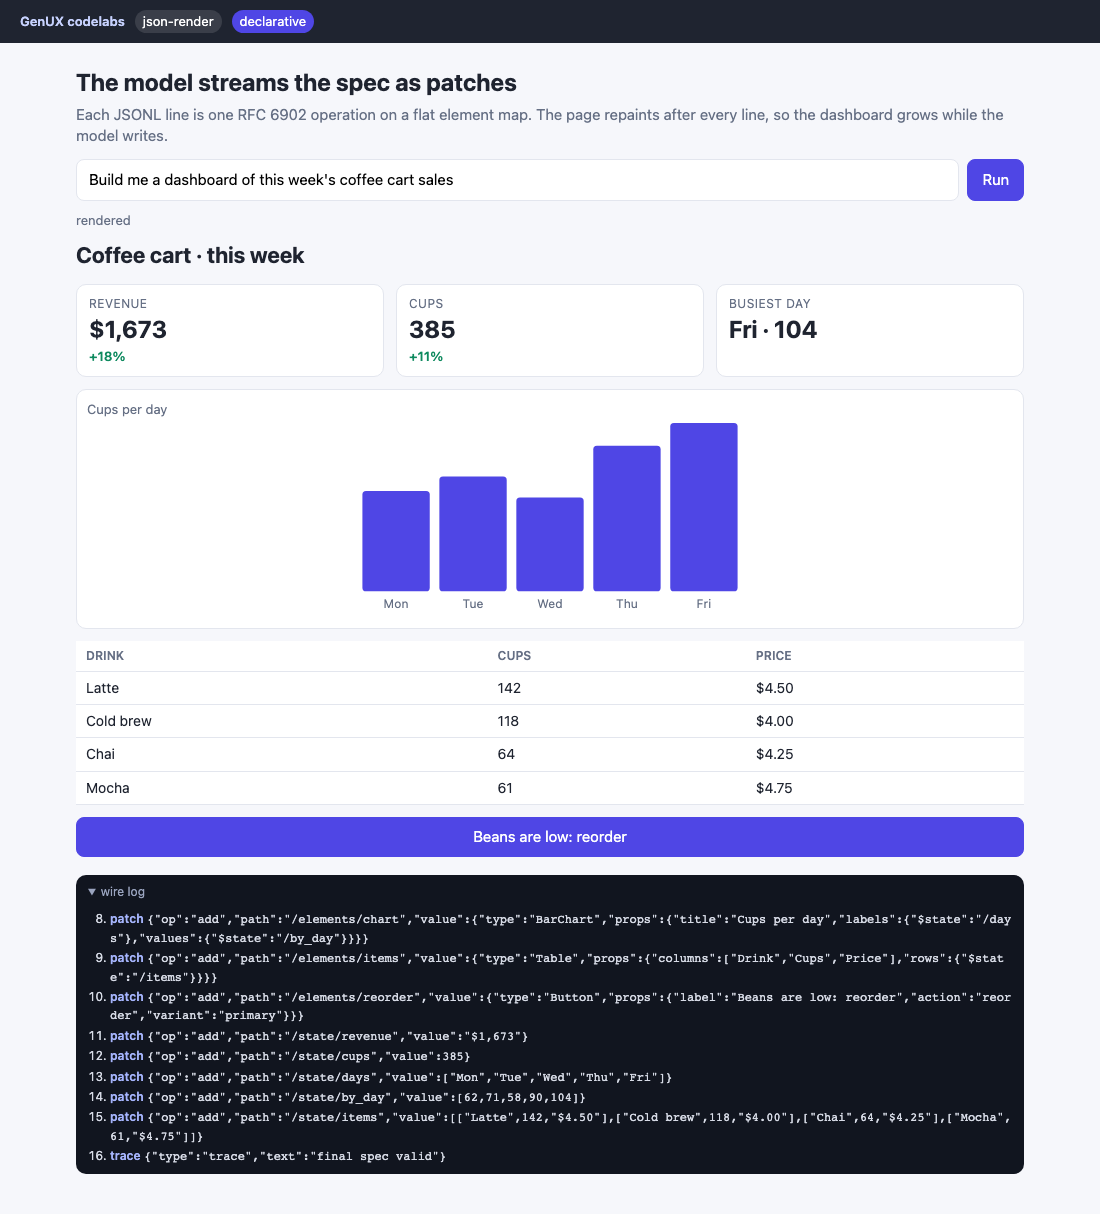 GenUX codelabs json-render declarative
The model streams the spec as patches
Each JSONL line is one RFC 6902 operation on a flat element map. The page repaints after every line, so the dashboard grows while the
model writes.
Build me a dashboard of this week's coffee cart sales Run
rendered
Coffee cart · this week
REVENUE
$1,673
+18%
CUPS
385
+11%
BUSIEST DAY
Fri · 104
Cups per day
Mon Tue Wed Thu Fri
DRINK CUPS PRICE
Latte 142 $4.50
Cold brew 118 $4.00
Chai 64 $4.25
Mocha 61 $4.75
Beans are low: reorder
▼ wire log
8. patch {"op":"add","path":"/elements/chart","value":{"type":"BarChart","props":{"title":"Cups per day","labels":{"$state":"/day
s"},"values":{"$state":"/by_day"}}}}
9. patch {"op":"add","path":"/elements/items","value":{"type":"Table","props":{"columns":["Drink","Cups","Price"],"rows":{"$stat
e":"/items"}}}}
10. patch {"op":"add","path":"/elements/reorder","value":{"type":"Button","props":{"label":"Beans are low: reorder","action":"reor
der","variant":"primary"}}}
11. patch {"op":"add","path":"/state/revenue","value":"$1,673"}
12. patch {"op":"add","path":"/state/cups","value":385}
13. patch {"op":"add","path":"/state/days","value":["Mon","Tue","Wed","Thu","Fri"]}
14. patch {"op":"add","path":"/state/by_day","value":[62,71,58,90,104]}
15. patch {"op":"add","path":"/state/items","value":[["Latte",142,"$4.50"],["Cold brew",118,"$4.00"],["Chai",64,"$4.25"],["Mocha",
61,"$4.75"]]}
16. trace {"type":"trace","text":"final spec valid"}